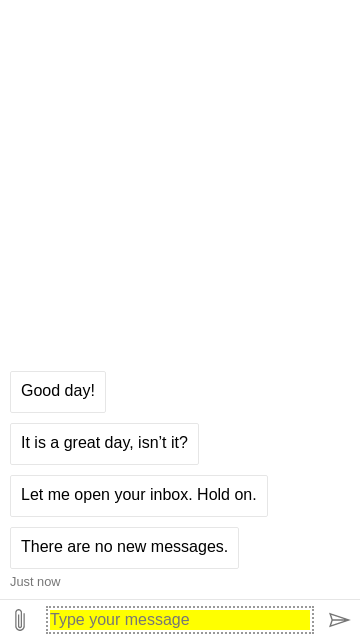 Good day!
It is a great day, isn’t it?
Let me open your inbox. Hold on.
There are no new messages.
Just now
Type your message